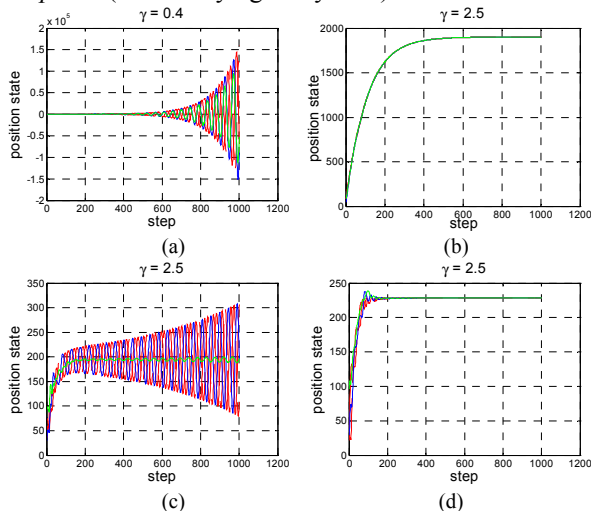 γ = 0.4
x 10^5
2
1.5
1
0.5
0
-0.5
-1
-1.5
-2
position state
0 200 400 600 800 1000 1200
step
(a)
γ = 2.5
2000
1500
1000
500
0
position state
0 200 400 600 800 1000 1200
step
(b)
γ = 2.5
350
300
250
200
150
100
50
0
position state
0 200 400 600 800 1000 1200
step
(c)
γ = 2.5
250
200
150
100
50
0
position state
0 200 400 600 800 1000 1200
step
(d)